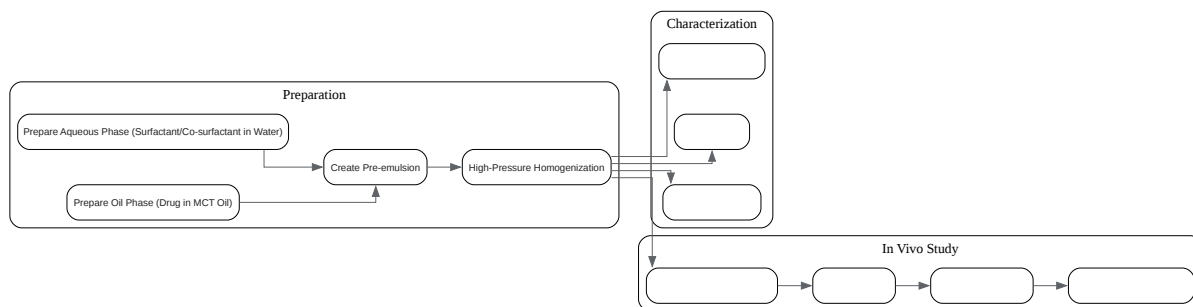 Characterization
Preparation
Prepare Aqueous Phase (Surfactant/Co-surfactant in Water)
Create Pre-emulsion
High-Pressure Homogenization
Prepare Oil Phase (Drug in MCT Oil)
In Vivo Study